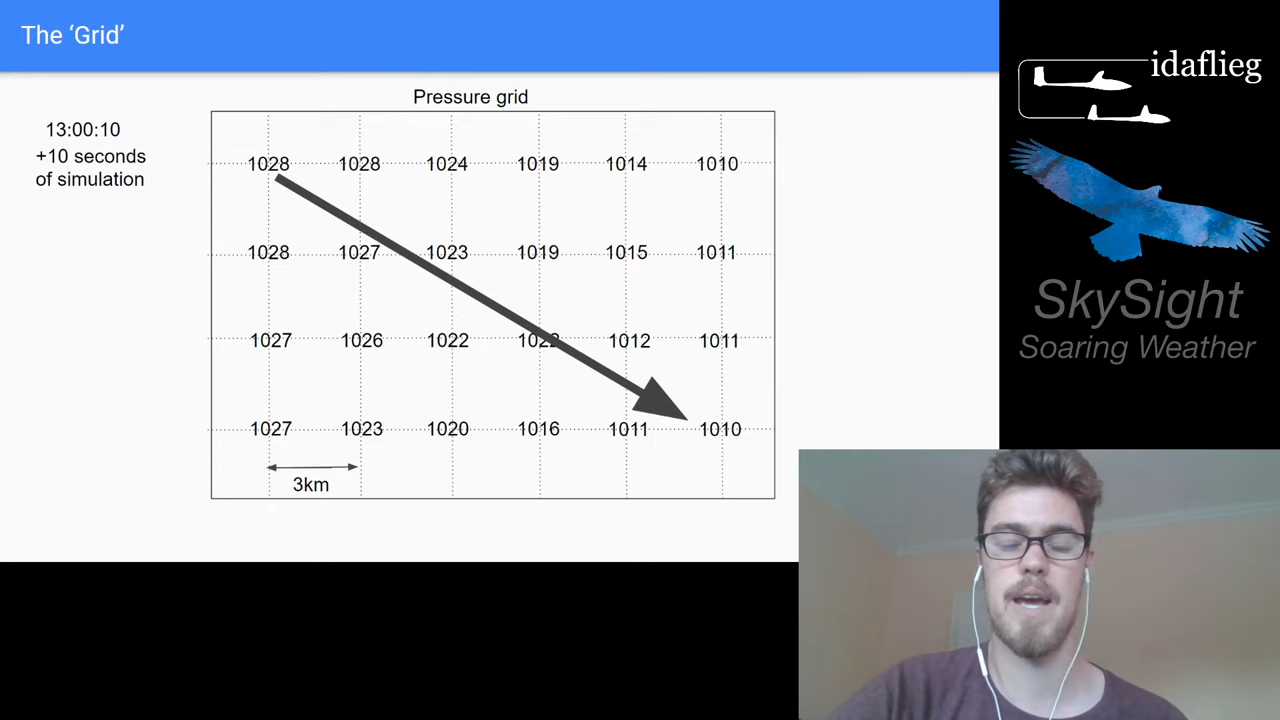 The ‘Grid’
idaflieg
Pressure grid
13:00:10
+10 seconds
of simulation
1028 1028 1024 1019 1014 1010
1028 1027 1023 1019 1015 1011
1027 1026 1022 1022 1012 1011
1027 1023 1020 1016 1011 1010
3km
SkySight
Soaring Weather